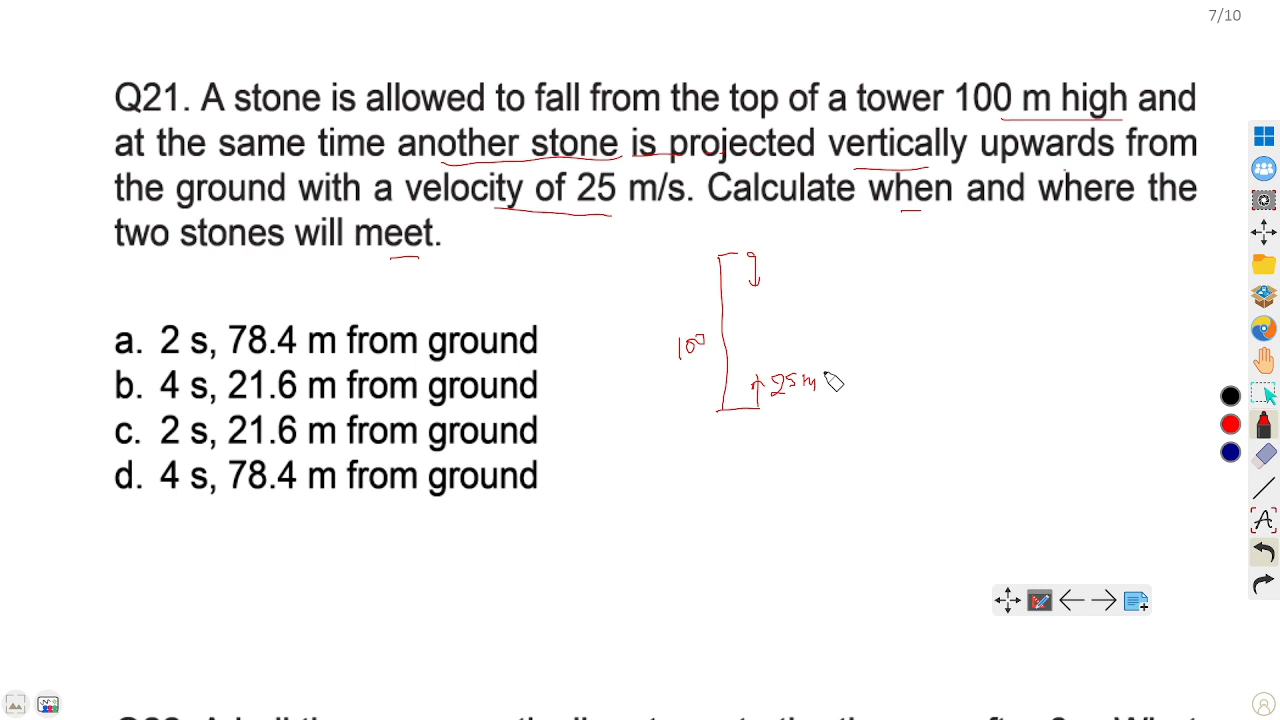 7/10
Q21. A stone is allowed to fall from the top of a tower 100 m high and
at the same time another stone is projected vertically upwards from
the ground with a velocity of 25 m/s. Calculate when and where the
two stones will meet.
a. 2 s, 78.4 m from ground
b. 4 s, 21.6 m from ground
c. 2 s, 21.6 m from ground
d. 4 s, 78.4 m from ground
100
25 m